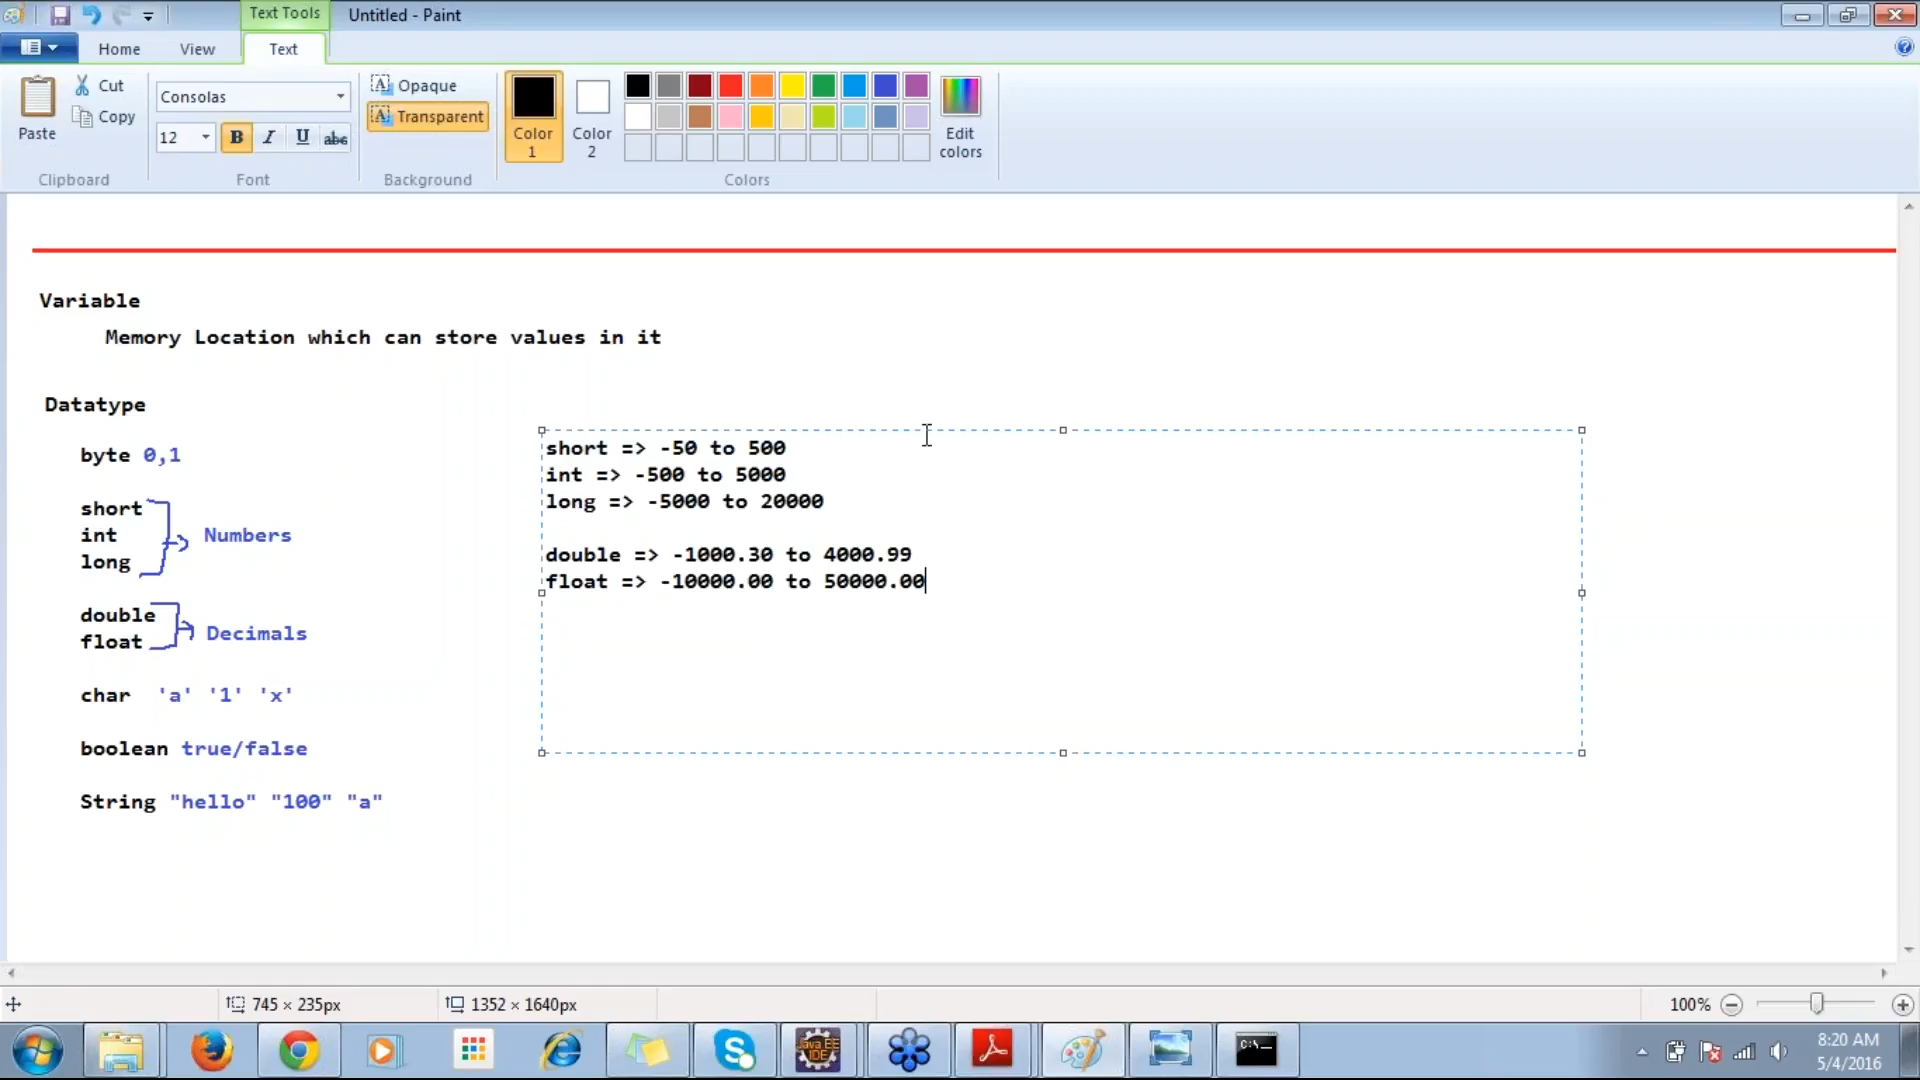 Text Tools
Untitled - Paint
Home
View
Text
Paste
Cut
Copy
Clipboard
Consolas
12
B
I
U
abc
Font
Opaque
Transparent
Background
Color 1
Color 2
Edit colors
Colors
Variable
Memory Location which can store values in it
Datatype
byte 0,1
short
int
long
Numbers
double
float
Decimals
char 'a' '1' 'x'
boolean true/false
String "hello" "100" "a"
short => -50 to 500
int => -500 to 5000
long => -5000 to 20000
double => -1000.30 to 4000.99
float => -10000.00 to 50000.00
745 × 235px
1352 × 1640px
100%
Java EE
IDE
C:\_
8:20 AM
5/4/2016